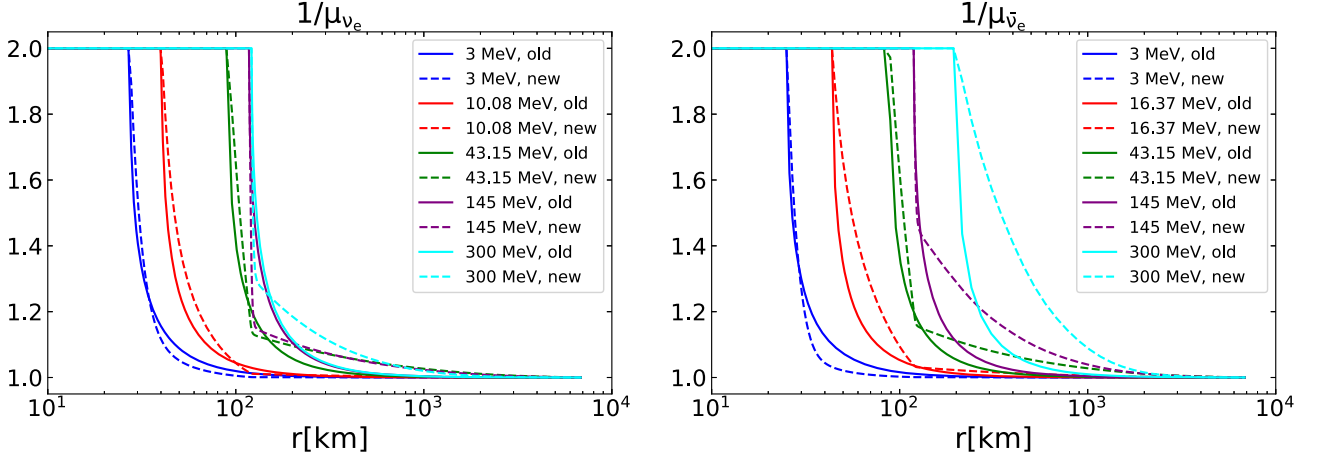 1/μνe
2.0
1.8
1.6
1.4
1.2
1.0
3 MeV, old
3 MeV, new
10.08 MeV, old
10.08 MeV, new
43.15 MeV, old
43.15 MeV, new
145 MeV, old
145 MeV, new
300 MeV, old
300 MeV, new
10¹ 10² 10³ 10⁴
r[km]
1/μν̄e
2.0
1.8
1.6
1.4
1.2
1.0
3 MeV, old
3 MeV, new
16.37 MeV, old
16.37 MeV, new
43.15 MeV, old
43.15 MeV, new
145 MeV, old
145 MeV, new
300 MeV, old
300 MeV, new
10¹ 10² 10³ 10⁴
r[km]